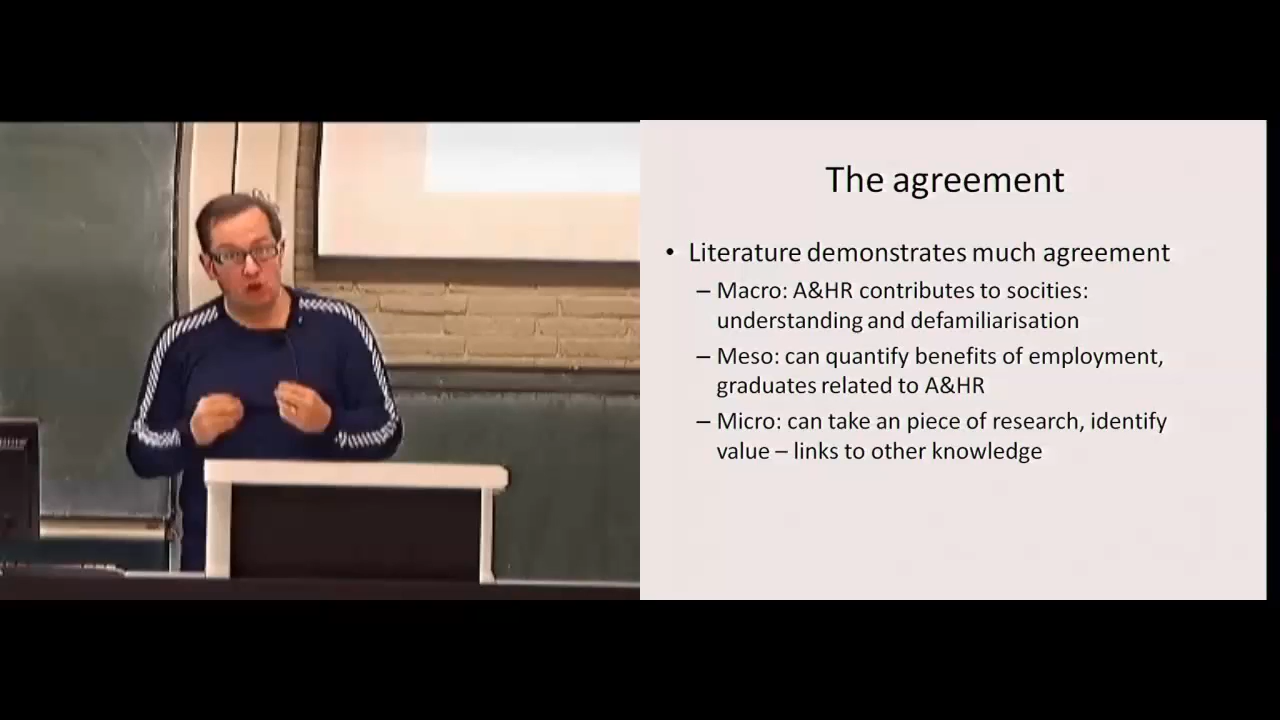 The agreement
• Literature demonstrates much agreement
– Macro: A&HR contributes to socities:
understanding and defamiliarisation
– Meso: can quantify benefits of employment,
graduates related to A&HR
– Micro: can take an piece of research, identify
value – links to other knowledge